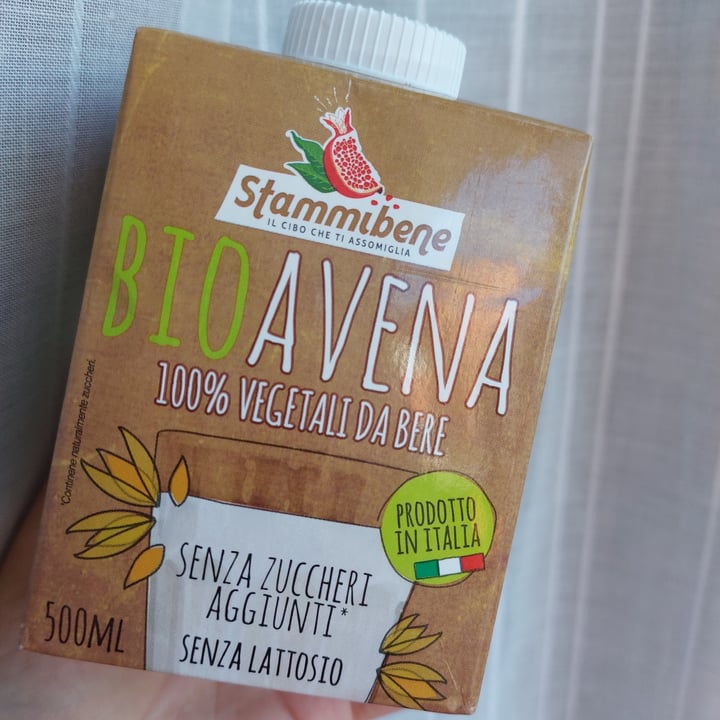 Stammibene
IL CIBO CHE TI ASSOMIGLIA
BIOAVENA
100% VEGETALI DA BERE
*Contiene naturalmente zuccheri.
PRODOTTO
IN ITALIA
SENZA ZUCCHERI
AGGIUNTI*
SENZA LATTOSIO
500ML